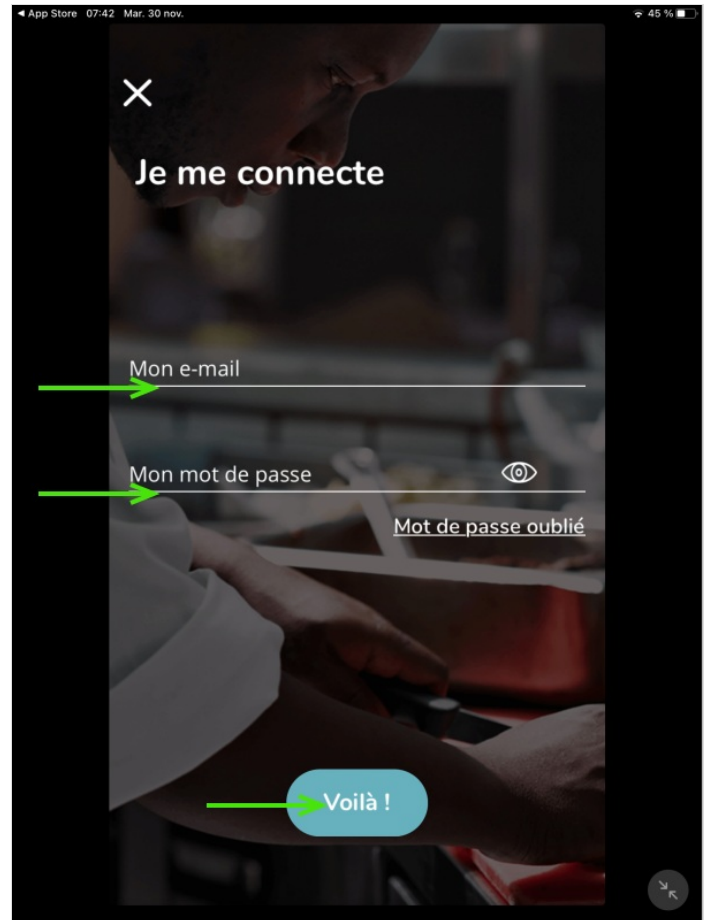 App Store 07:42 Mar. 30 nov. 45 %
Je me connecte
Mon e-mail
Mon mot de passe
Mot de passe oublié
Voilà !